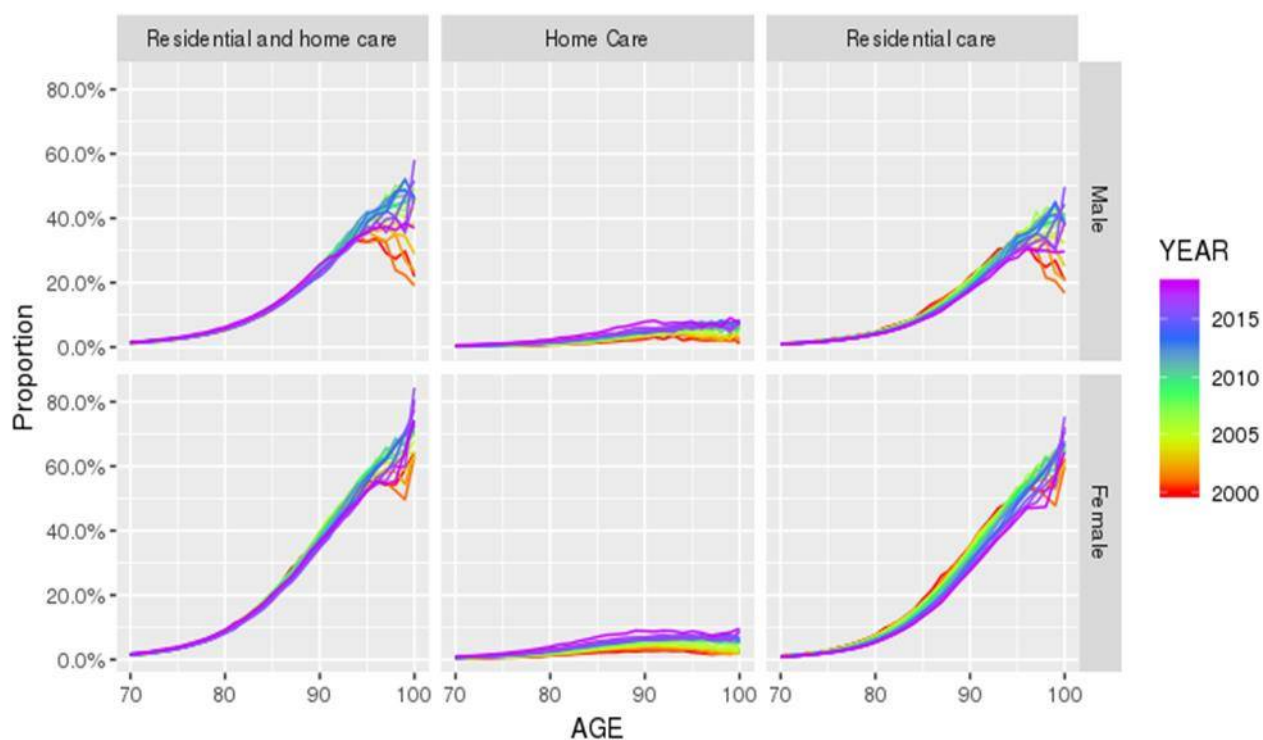 Residential and home care
Home Care
Residential care
80.0%
60.0%
40.0%
20.0%
0.0%
Male
80.0%
60.0%
40.0%
20.0%
0.0%
Female
Proportion
70 80 90 100
70 80 90 100
70 80 90 100
AGE
YEAR
2015
2010
2005
2000